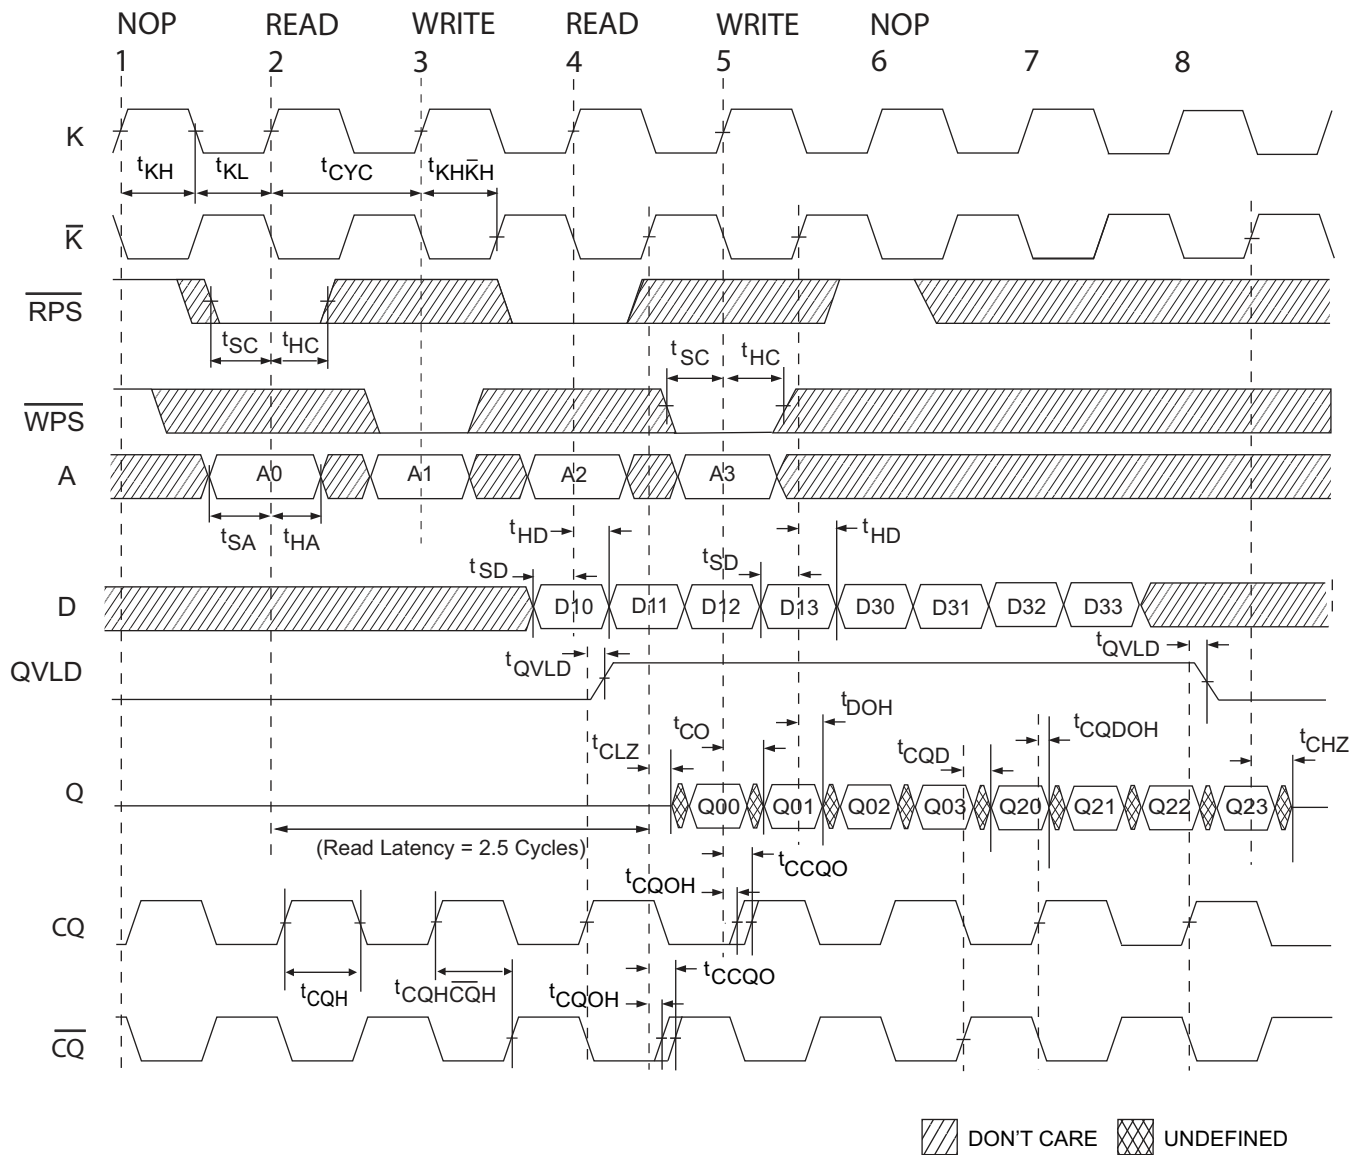 NOP READ WRITE READ WRITE NOP
1 2 3 4 5 6 7 8
K
tKH tKL tCYC tKHK̅H
K̅
R̅P̅S̅
tSC tHC tSC tHC
W̅P̅S̅
A A0 A1 A2 A3
tSA tHA tHD tHD
tSD tSD
D D10 D11 D12 D13 D30 D31 D32 D33
tQVLD tQVLD
QVLD
tCLZ tCO tDOH tCQD tCQDOH tCHZ
Q Q00 Q01 Q02 Q03 Q20 Q21 Q22 Q23
(Read Latency = 2.5 Cycles)
tCQOH tCCQO
CQ
tCQH tCQHC̅Q̅H tCQOH tCCQO
C̅Q̅
DON'T CARE UNDEFINED